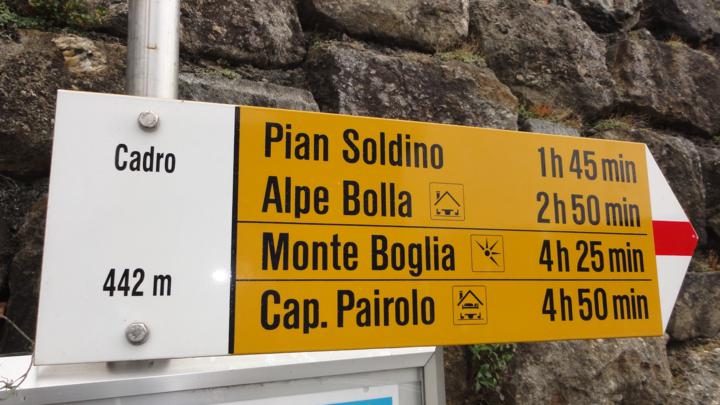 Cadro
442 m
Pian Soldino 1h 45 min
Alpe Bolla 2h 50 min
Monte Boglia 4h 25 min
Cap. Pairolo 4h 50 min